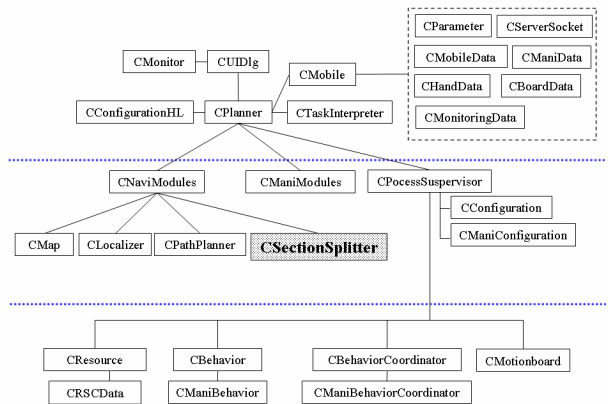 CParameter
CServerSocket
CMonitor
CUIDlg
CMobileData
CManiData
CMobile
CHandData
CBoardData
CConfigurationHL
CPlanner
CTaskInterpreter
CMonitoringData
CNaviModules
CManiModules
CPocessSuspervisor
CConfiguration
CMap
CLocalizer
CPathPlanner
CSectionSplitter
CManiConfiguration
CResource
CBehavior
CBehaviorCoordinator
CMotionboard
CRSCData
CManiBehavior
CManiBehaviorCoordinator